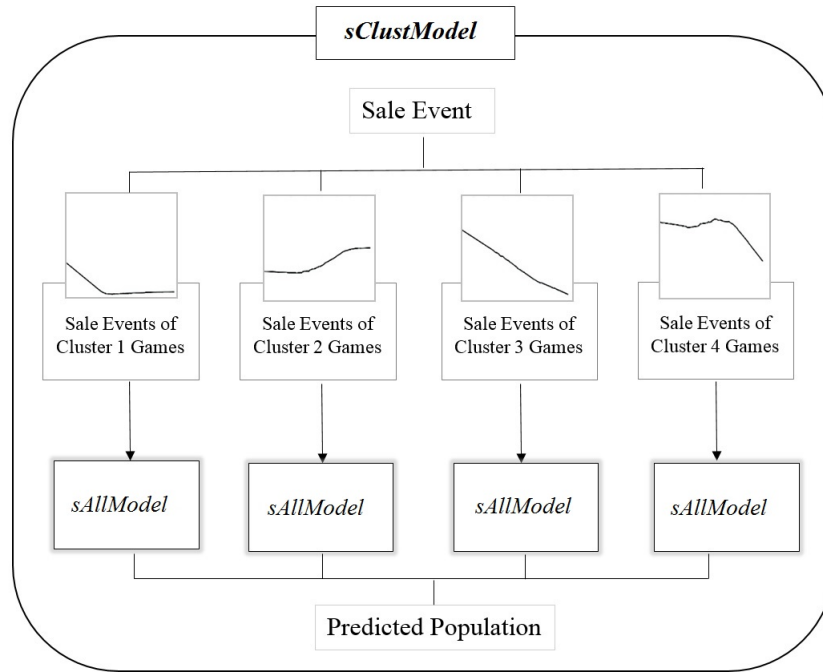 sClustModel
Sale Event
Sale Events of
Cluster 1 Games
Sale Events of
Cluster 2 Games
Sale Events of
Cluster 3 Games
Sale Events of
Cluster 4 Games
sAllModel
sAllModel
sAllModel
sAllModel
Predicted Population